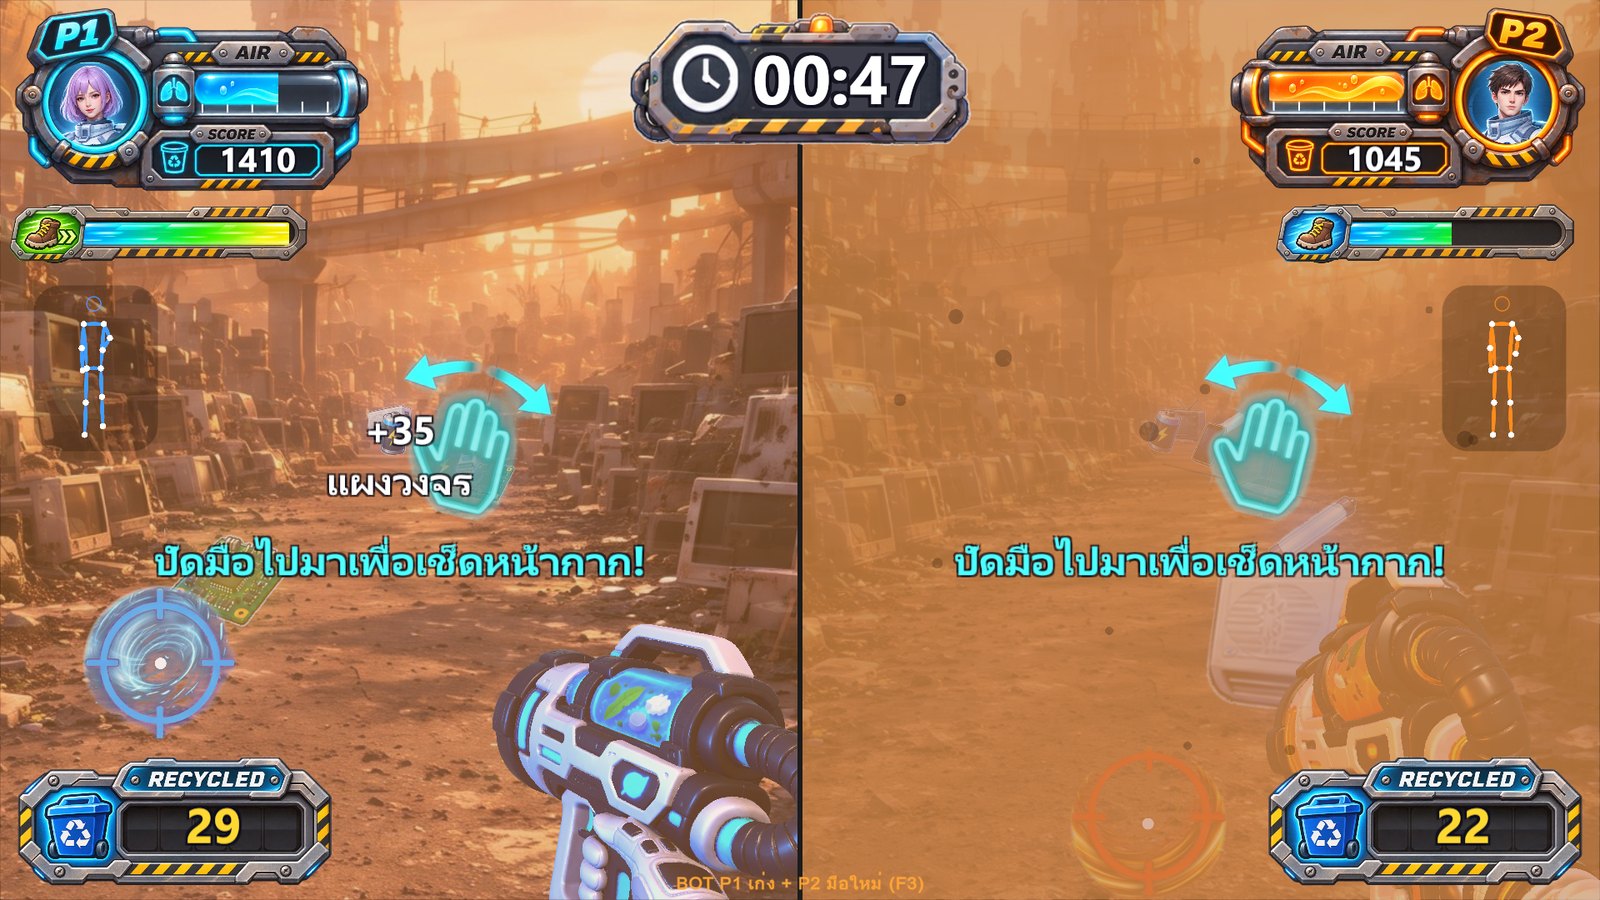 P1
AIR
SCORE
1410
00:47
P2
AIR
SCORE
1045
+35
แผงวงจร
ปัดมือไปมาเพื่อเช็ดหน้ากาก!
ปัดมือไปมาเพื่อเช็ดหน้ากาก!
RECYCLED
29
RECYCLED
22
BOT P1 เก่ง + P2 มือใหม่ (F3)